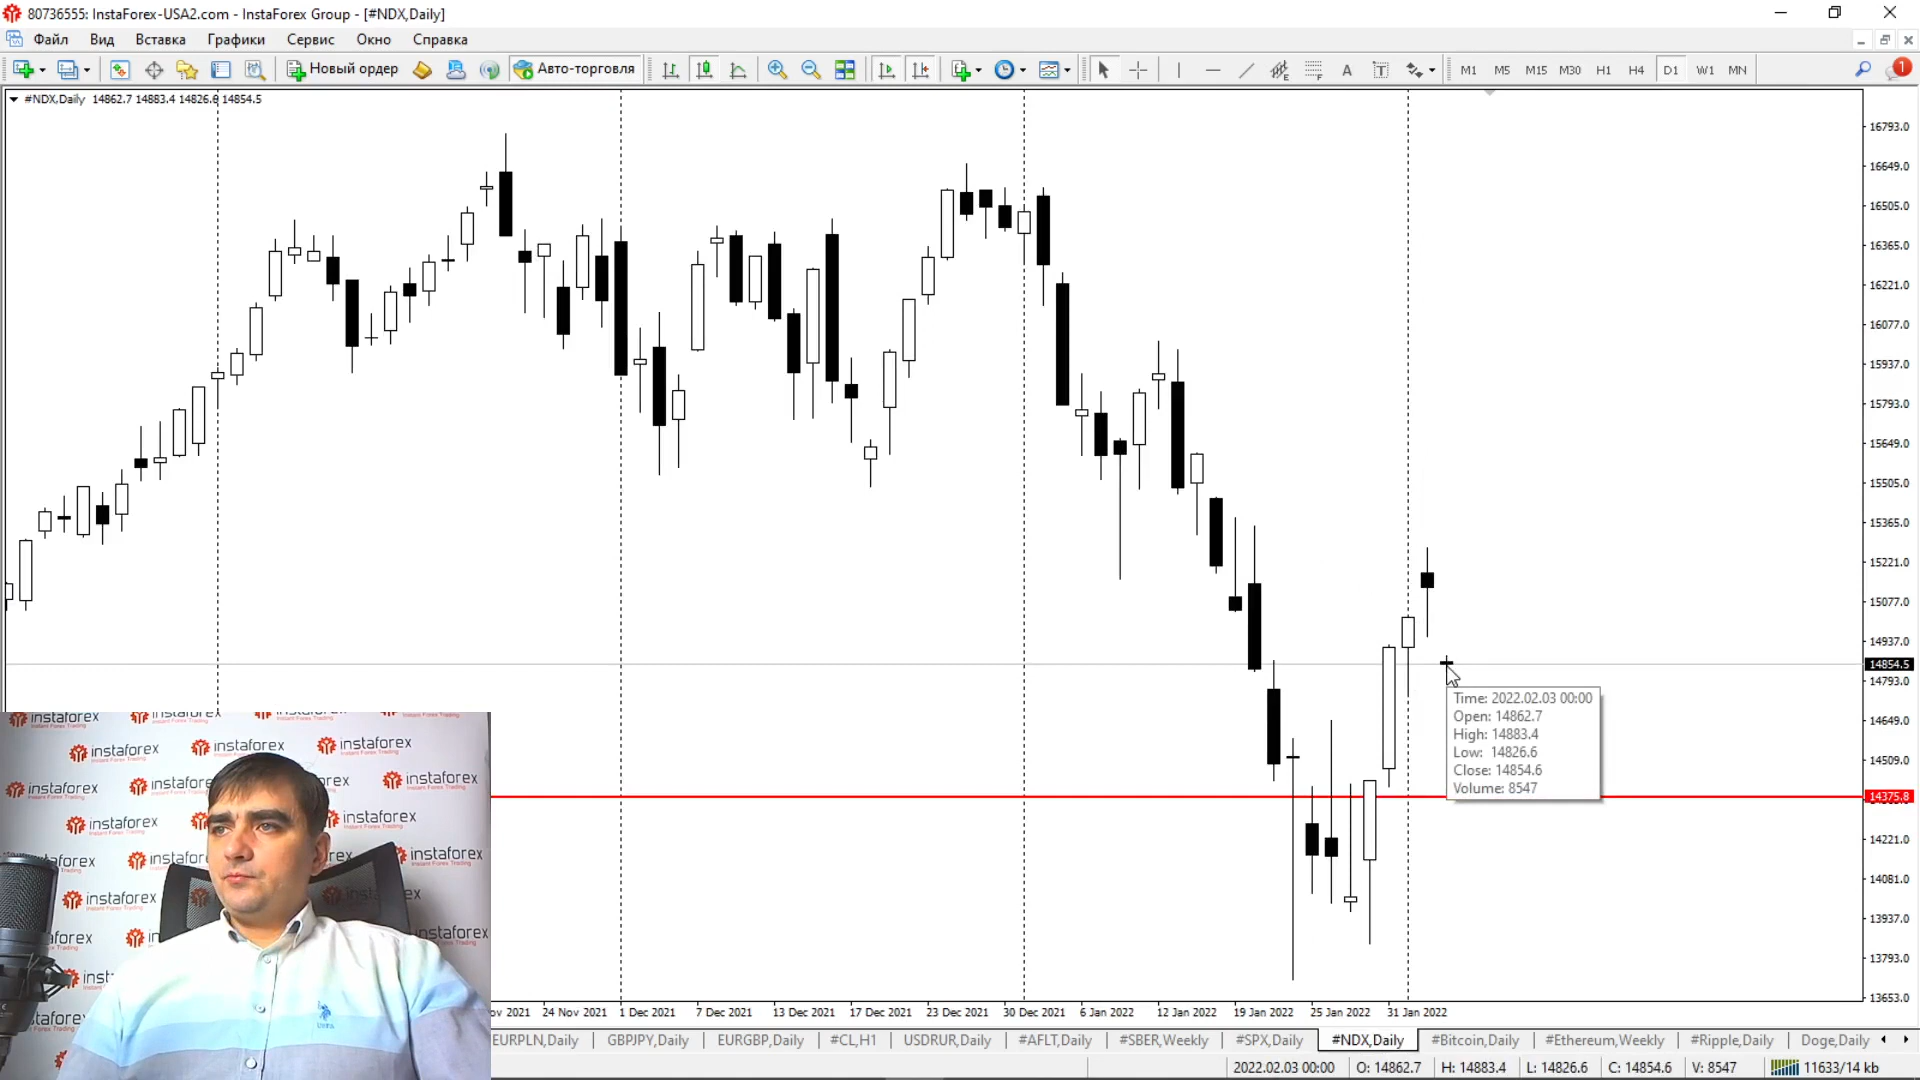 80736555: InstaForex-USA2.com - InstaForex Group - [#NDX,Daily]
Файл Вид Вставка Графики Сервис Окно Справка
Новый ордер Авто-торговля A T M1 M5 M15 M30 H1 H4 D1 W1 MN 1
#NDX,Daily 14862.7 14883.4 14826.6 14854.5
16793.0
16649.0
16505.0
16365.0
16221.0
16077.0
15937.0
15793.0
15649.0
15505.0
15365.0
15221.0
15077.0
14937.0
14854.5
14793.0
14649.0
14509.0
14375.8
14221.0
14081.0
13937.0
13793.0
13653.0
Time: 2022.02.03 00:00
Open: 14862.7
High: 14883.4
Low: 14826.6
Close: 14854.6
Volume: 8547
instaforex
Instant Forex Trading
24 Nov 2021 1 Dec 2021 7 Dec 2021 13 Dec 2021 17 Dec 2021 23 Dec 2021 30 Dec 2021 6 Jan 2022 12 Jan 2022 19 Jan 2022 25 Jan 2022 31 Jan 2022
EURPLN,Daily GBPJPY,Daily EURGBP,Daily #CL,H1 USDRUR,Daily #AFLT,Daily #SBER,Weekly #SPX,Daily #NDX,Daily #Bitcoin,Daily #Ethereum,Weekly #Ripple,Daily Doge,Daily
2022.02.03 00:00 O: 14862.7 H: 14883.4 L: 14826.6 C: 14854.6 V: 8547 11633/14 kb